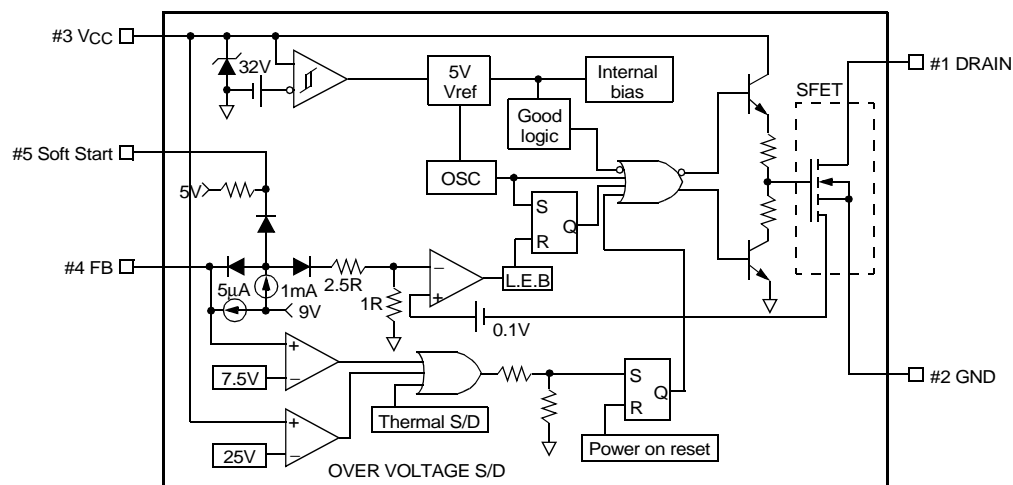 #3 VCC
32V
5V
Vref
Internal
bias
Good
logic
#1 DRAIN
SFET
#5 Soft Start
5V
OSC
S
R
Q
#4 FB
2.5R
5µA
1mA
9V
1R
−
+
L.E.B
0.1V
+
−
7.5V
Thermal S/D
S
R
Q
#2 GND
+
−
25V
Power on reset
OVER VOLTAGE S/D